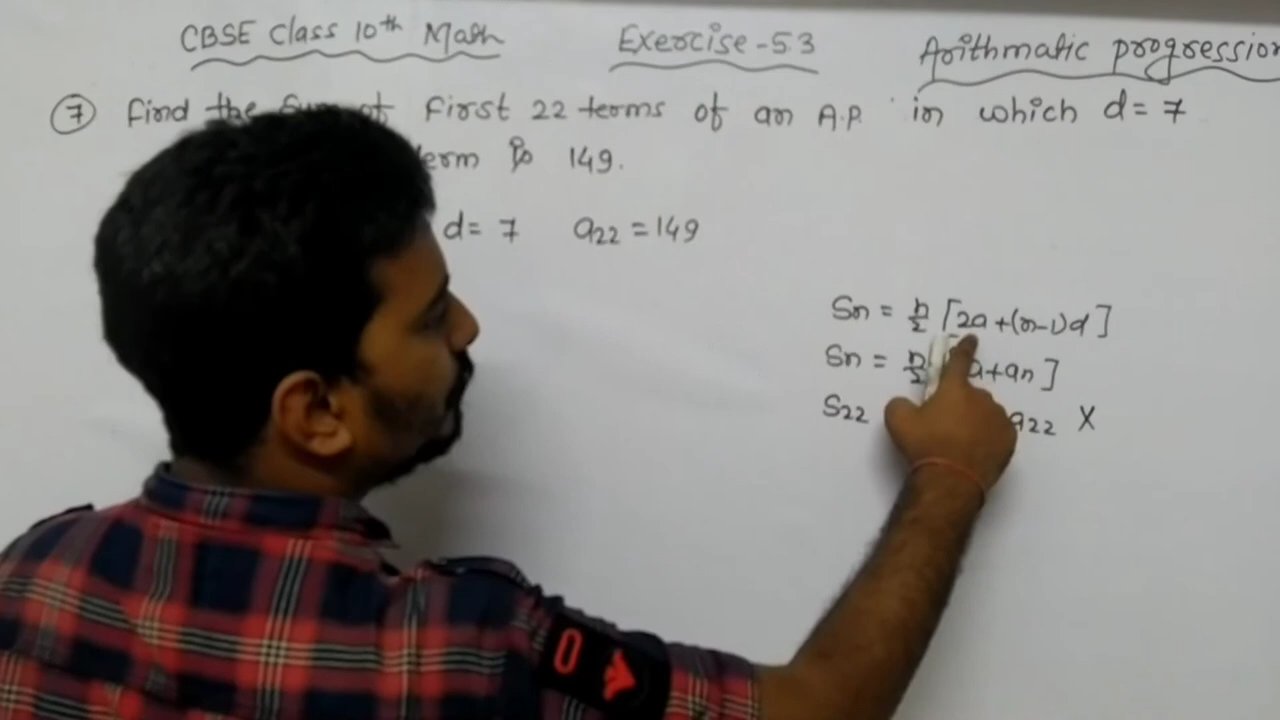 CBSE Class 10th Math Exercise-5.3 Arithmatic progression
⑦ Find the Sum of first 22 terms of an A.P. in which d=7
term is 149.
d= 7 a22 = 149
Sn = n/2 [2a+(n-1)d]
Sn = n/2 [a+an]
S22 a22 X